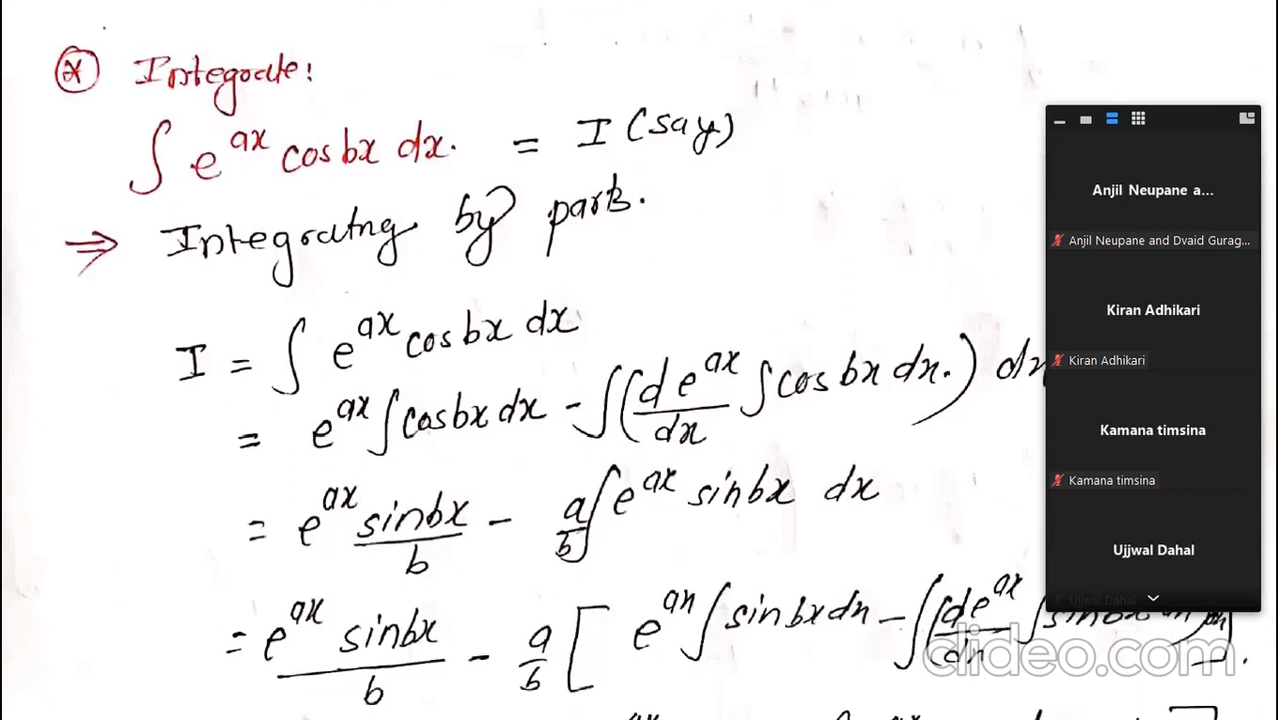 * Integrate:
∫ e^ax cos bx dx. = I (say)
⇒ Integrating by parts.
I = ∫ e^ax cos bx dx
= e^ax ∫ cos bx dx - ∫ ( d e^ax / dx ∫ cos bx dx. ) dx
= e^ax sin bx / b - a/b ∫ e^ax sin bx dx
= e^ax sin bx / b - a/b [ e^ax ∫ sin bx dx - ∫ ( d e^ax / dx ∫
Anjil Neupane a...
Anjil Neupane and Dvaid Gurag...
Kiran Adhikari
Kiran Adhikari
Kamana timsina
Kamana timsina
Ujjwal Dahal
Ujjwal Dahal
clideo.com